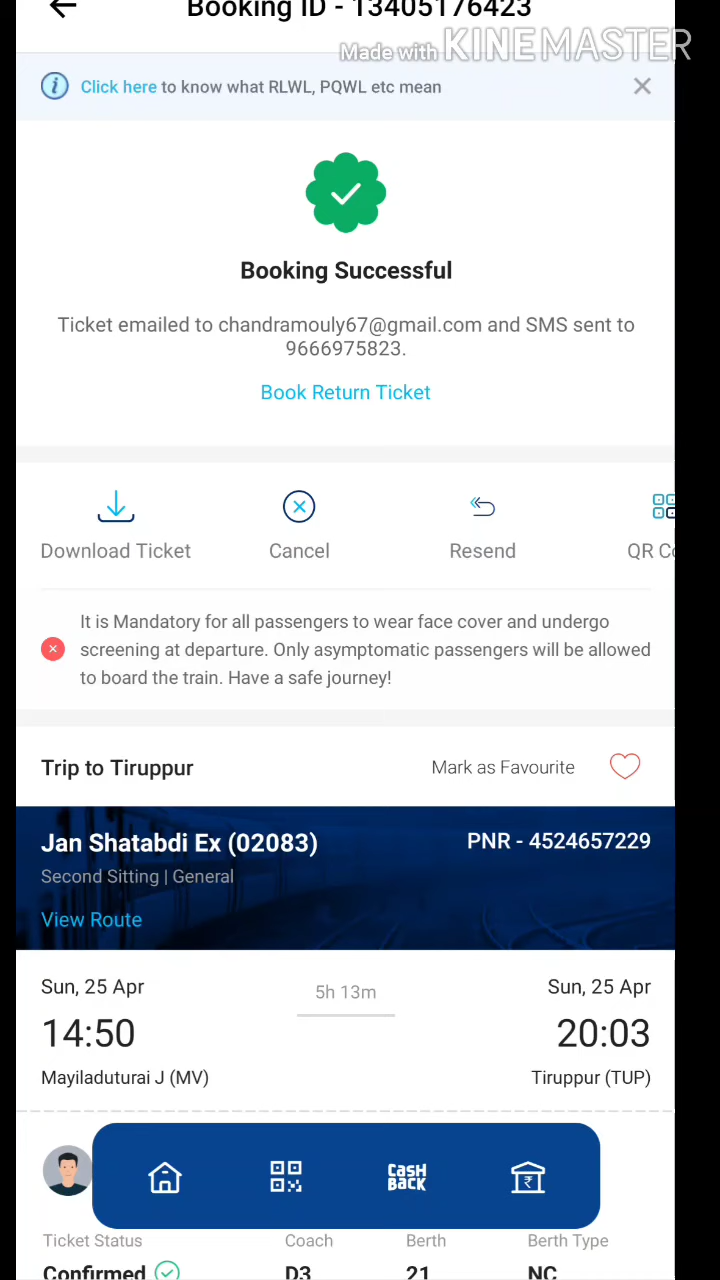 Booking ID - 13405176423
Made with KINEMASTER
Click here to know what RLWL, PQWL etc mean
Booking Successful
Ticket emailed to chandramouly67@gmail.com and SMS sent to
9666975823.
Book Return Ticket
Download Ticket
Cancel
Resend
QR Co
It is Mandatory for all passengers to wear face cover and undergo
screening at departure. Only asymptomatic passengers will be allowed
to board the train. Have a safe journey!
Trip to Tiruppur
Mark as Favourite
Jan Shatabdi Ex (02083)
PNR - 4524657229
Second Sitting | General
View Route
Sun, 25 Apr
5h 13m
Sun, 25 Apr
14:50
20:03
Mayiladuturai J (MV)
Tiruppur (TUP)
CASH
BACK
Ticket Status
Coach
Berth
Berth Type
Confirmed
D3
21
NC